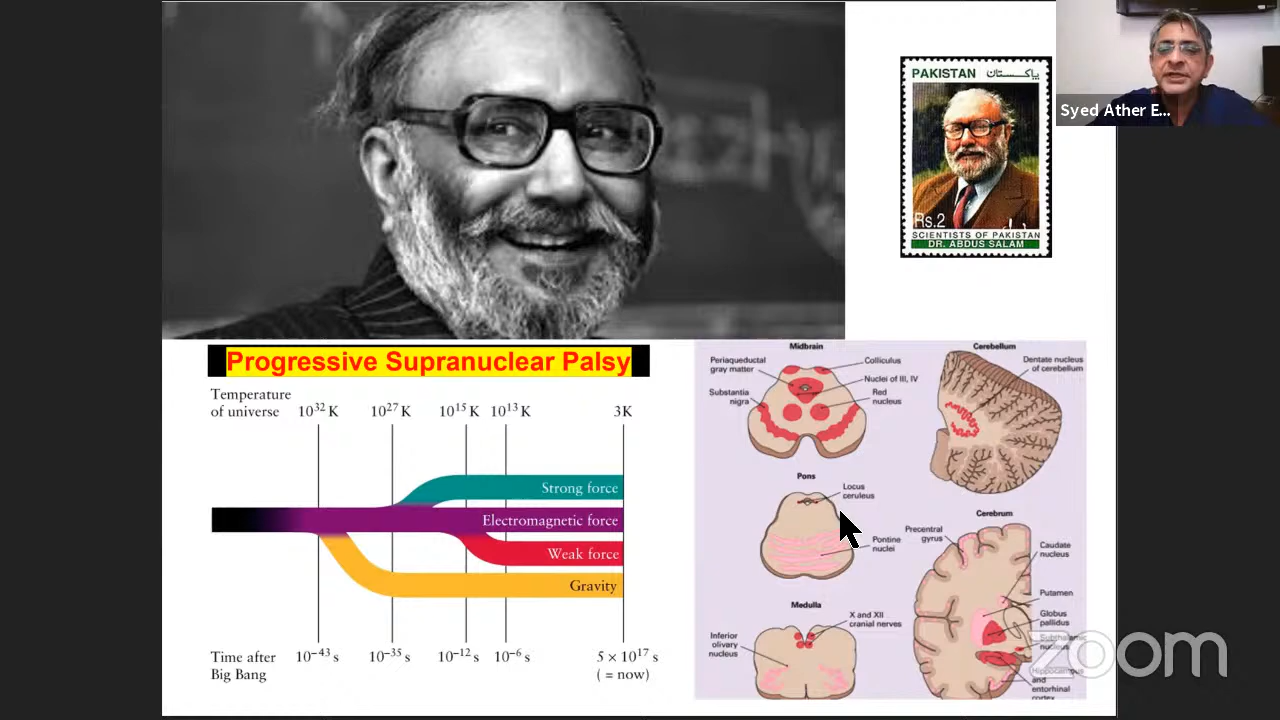 PAKISTAN پاکستان
Rs.2
SCIENTISTS OF PAKISTAN
DR. ABDUS SALAM
Syed Ather E...
Progressive Supranuclear Palsy
Temperature
of universe
10³² K
10²⁷ K
10¹⁵ K
10¹³ K
3K
Strong force
Electromagnetic force
Weak force
Gravity
Time after
Big Bang
10⁻⁴³ s
10⁻³⁵ s
10⁻¹² s
10⁻⁶ s
5 × 10¹⁷ s
( = now)
Midbrain
Periaqueductal
gray matter
Colliculus
Nuclei of III, IV
Substantia
nigra
Red
nucleus
Cerebellum
Dentate nucleus
of cerebellum
Pons
Locus
ceruleus
Pontine
nuclei
Cerebrum
Precentral
gyrus
Caudate
nucleus
Putamen
Globus
pallidus
Subthalamic
nucleus
Hippocampus
and
entorhinal
cortex
Medulla
X and XII
cranial nerves
Inferior
olivary
nucleus
zoom